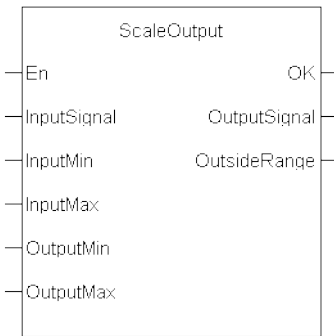 ScaleOutput
En OK
InputSignal OutputSignal
InputMin OutsideRange
InputMax
OutputMin
OutputMax